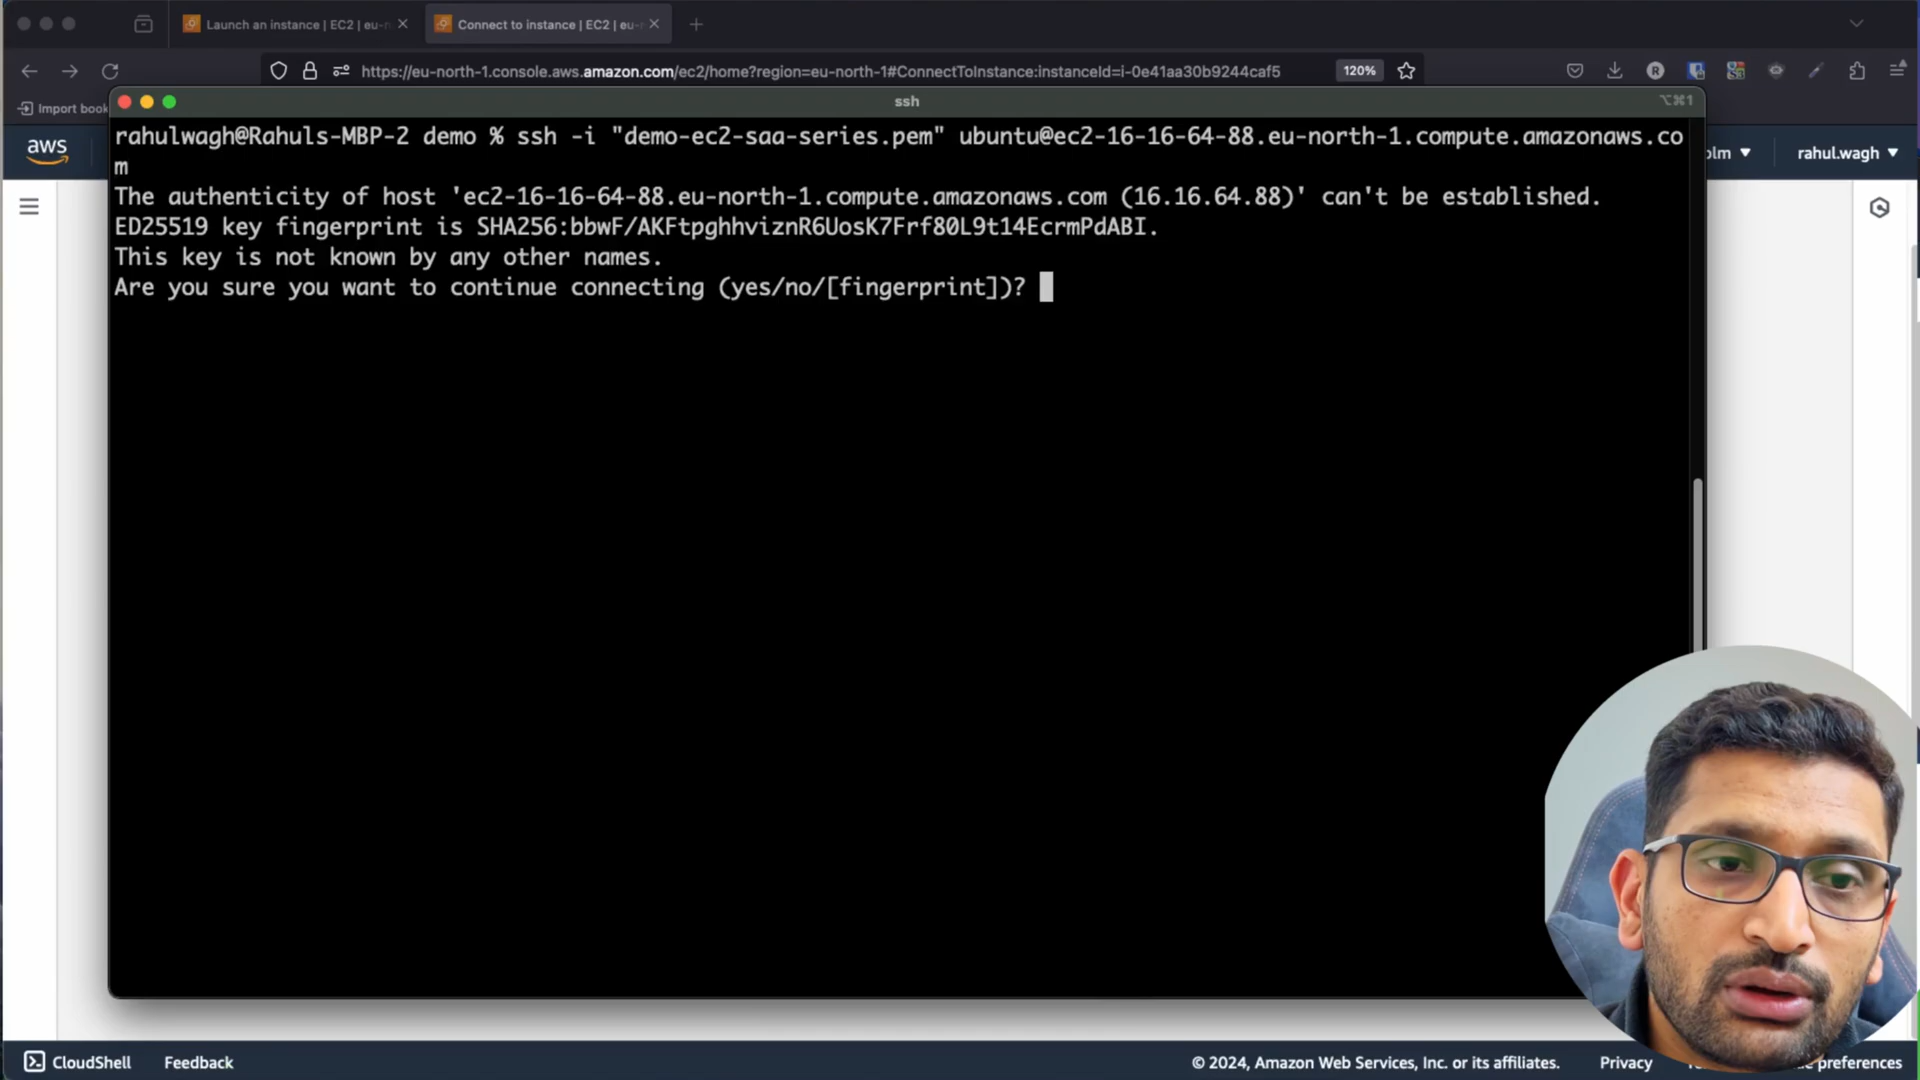 Launch an instance | EC2 | eu-n
Connect to instance | EC2 | eu-
https://eu-north-1.console.aws.amazon.com/ec2/home?region=eu-north-1#ConnectToInstance:instanceId=i-0e41aa30b9244caf5
120%
Import book
ssh
⌥⌘1
aws
olm
rahul.wagh
rahulwagh@Rahuls-MBP-2 demo % ssh -i "demo-ec2-saa-series.pem" ubuntu@ec2-16-16-64-88.eu-north-1.compute.amazonaws.co
m
The authenticity of host 'ec2-16-16-64-88.eu-north-1.compute.amazonaws.com (16.16.64.88)' can't be established.
ED25519 key fingerprint is SHA256:bbwF/AKFtpghhviznR6UosK7Frf80L9t14EcrmPdABI.
This key is not known by any other names.
Are you sure you want to continue connecting (yes/no/[fingerprint])?
CloudShell
Feedback
© 2024, Amazon Web Services, Inc. or its affiliates.
Privacy
preferences